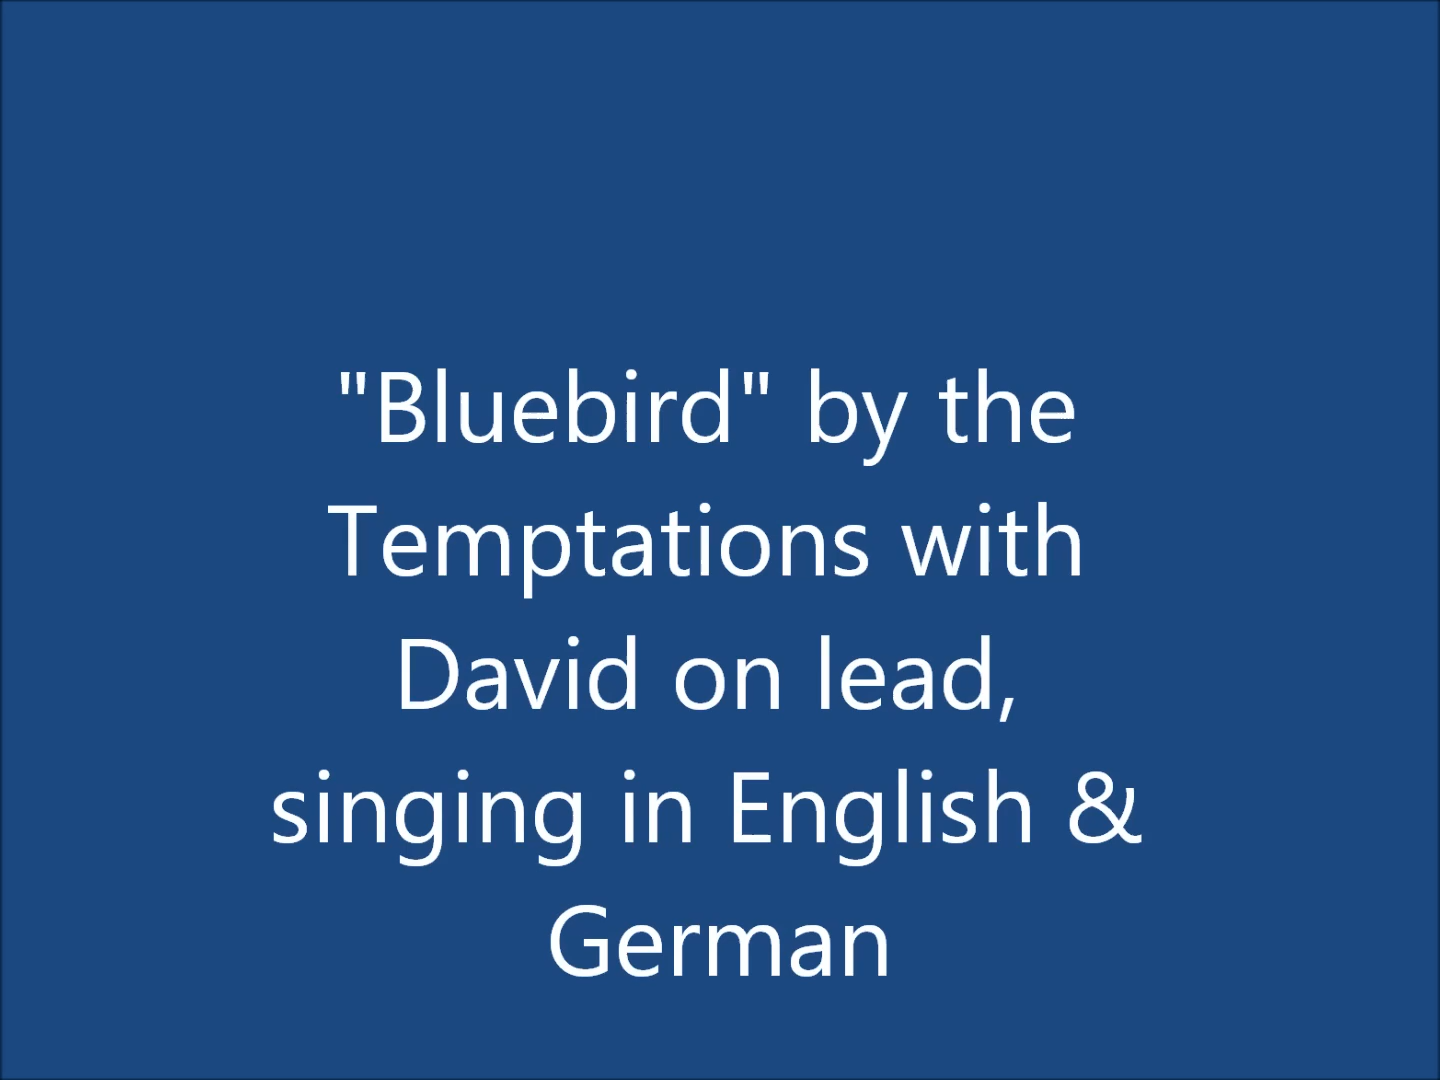 "Bluebird" by the
Temptations with
David on lead,
singing in English &
German